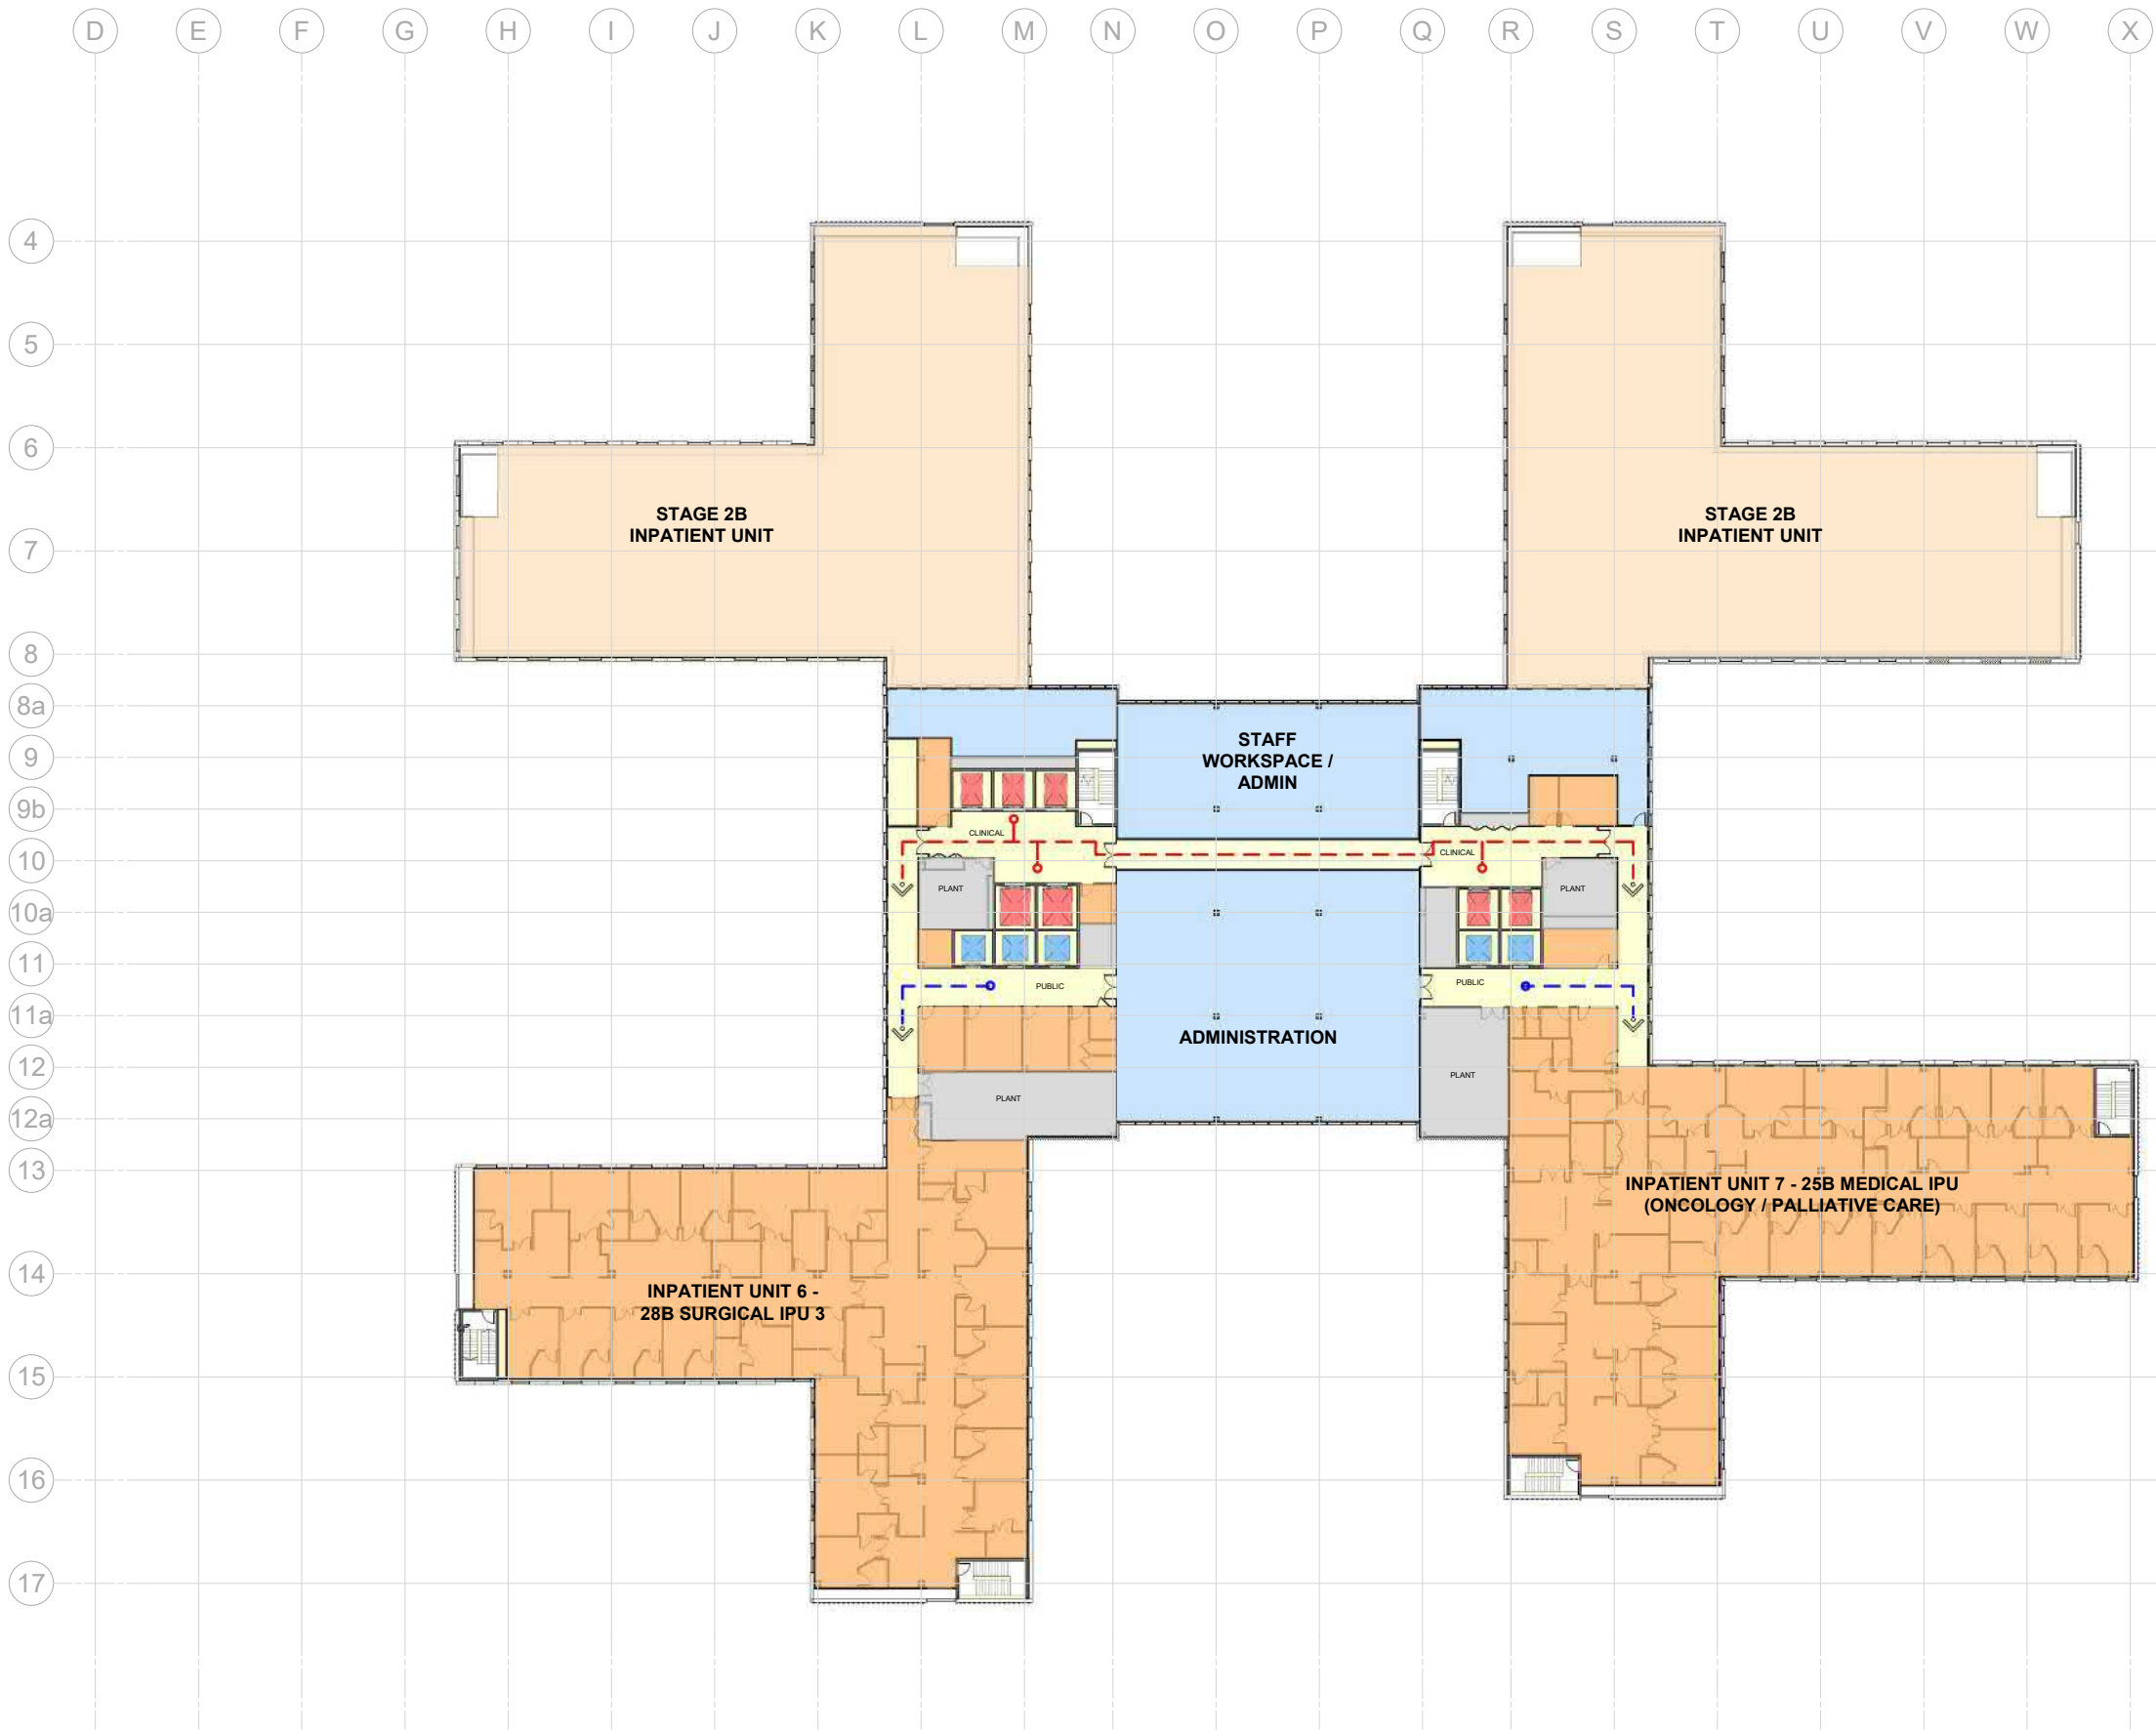 D E F G H I J K L M N O P Q R S T U V W X
4
5
6
STAGE 2B
INPATIENT UNIT
STAGE 2B
INPATIENT UNIT
7
8
8a
STAFF
WORKSPACE /
ADMIN
9
9b
CLINICAL
CLINICAL
10
PLANT
PLANT
10a
11
PUBLIC
PUBLIC
11a
ADMINISTRATION
12
PLANT
PLANT
12a
13
INPATIENT UNIT 7 - 25B MEDICAL IPU
(ONCOLOGY / PALLIATIVE CARE)
14
INPATIENT UNIT 6 -
28B SURGICAL IPU 3
15
16
17